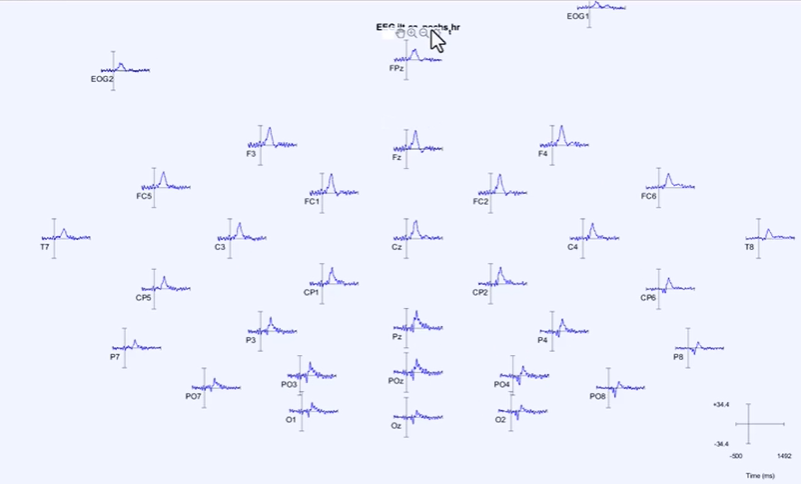 EOG1
EOG2
FPz
F3
Fz
F4
FC5
FC1
FC2
FC6
T7
C3
Cz
C4
T8
CP5
CP1
CP2
CP6
P3
Pz
P4
P7
P8
PO7
PO3
POz
PO4
PO8
O1
Oz
O2
+34.4
-34.4
-500 1492
Time (ms)